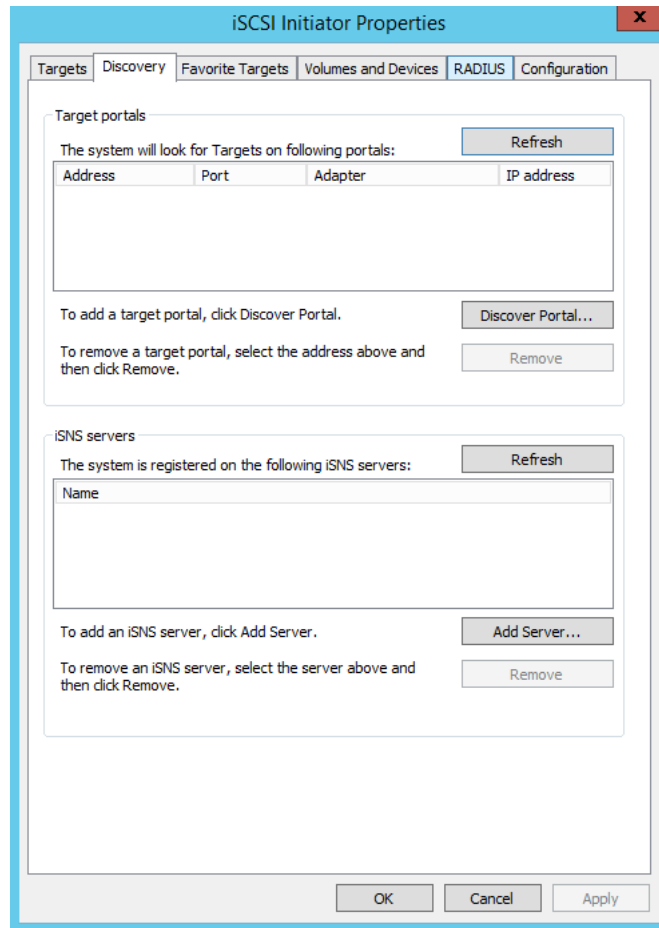 iSCSI Initiator Properties
x
Targets Discovery Favorite Targets Volumes and Devices RADIUS Configuration
Target portals
The system will look for Targets on following portals: Refresh
Address Port Adapter IP address
To add a target portal, click Discover Portal. Discover Portal...
To remove a target portal, select the address above and
then click Remove.
Remove
iSNS servers
The system is registered on the following iSNS servers: Refresh
Name
To add an iSNS server, click Add Server. Add Server...
To remove an iSNS server, select the server above and
then click Remove.
Remove
OK Cancel Apply